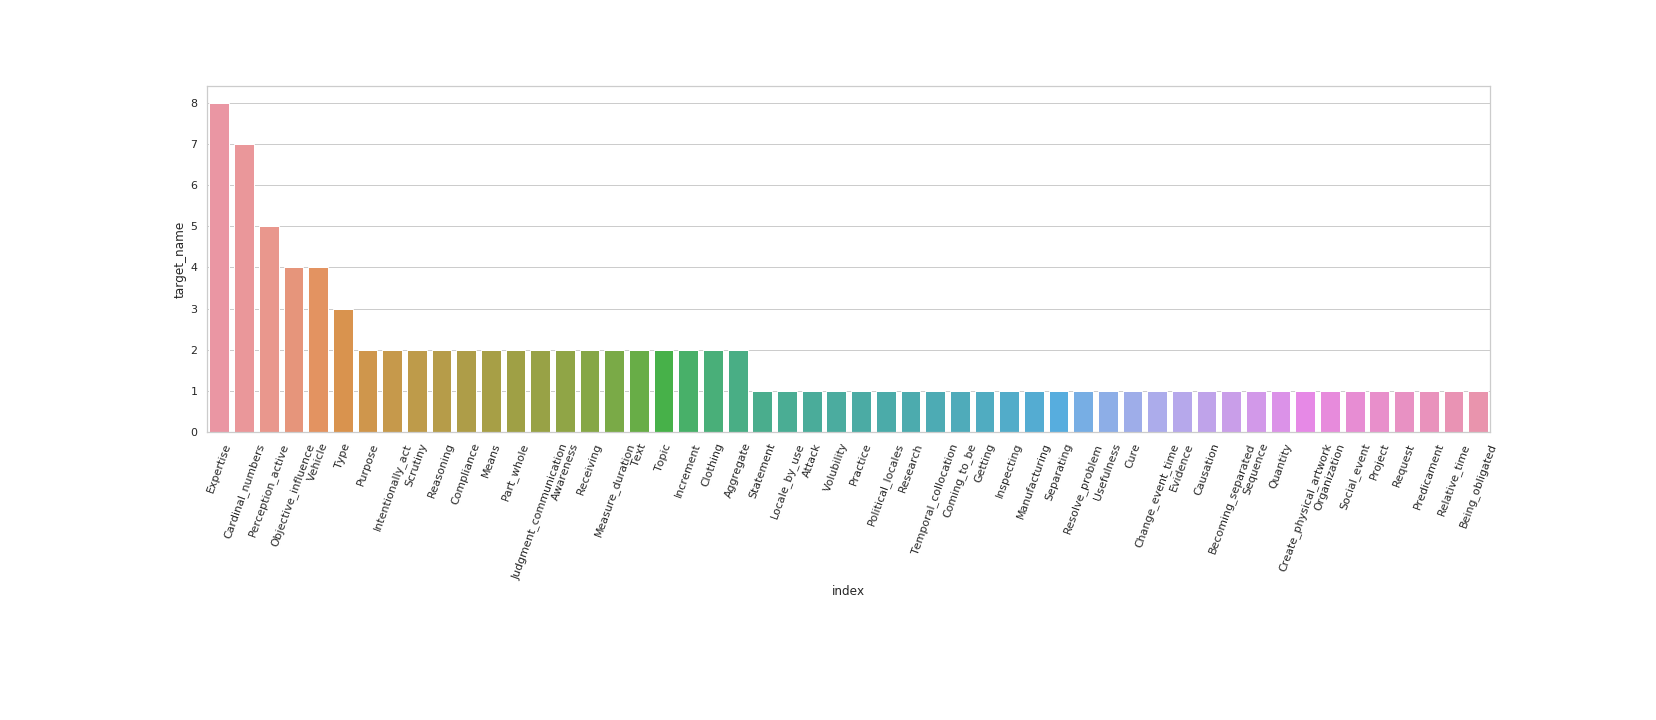 8
7
6
5
4
3
2
1
0
target_name
Expertise
Cardinal_numbers
Perception_active
Objective_influence
Vehicle
Type
Purpose
Intentionally_act
Scrutiny
Reasoning
Compliance
Means
Part_whole
Judgment_communication
Awareness
Receiving
Measure_duration
Text
Topic
Increment
Clothing
Aggregate
Statement
Locale_by_use
Attack
Volubility
Practice
Political_locales
Research
Temporal_collocation
Coming_to_be
Getting
Inspecting
Manufacturing
Separating
Resolve_problem
Usefulness
Cure
Change_event_time
Evidence
Causation
Becoming_separated
Sequence
Quantity
Create_physical_artwork
Organization
Social_event
Project
Request
Predicament
Relative_time
Being_obligated
index